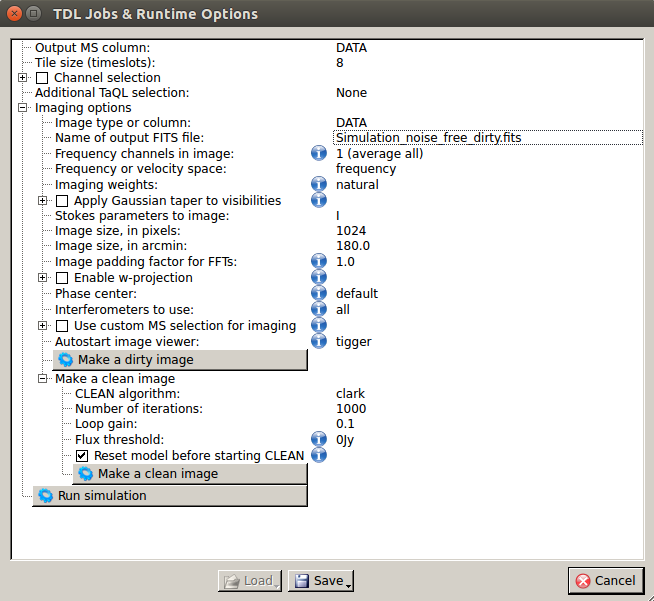 TDL Jobs & Runtime Options
Output MS column: DATA
Tile size (timeslots): 8
Channel selection
Additional TaQL selection: None
Imaging options
Image type or column: DATA
Name of output FITS file: Simulation_noise_free_dirty.fits
Frequency channels in image: 1 (average all)
Frequency or velocity space: frequency
Imaging weights: natural
Apply Gaussian taper to visibilities
Stokes parameters to image: I
Image size, in pixels: 1024
Image size, in arcmin: 180.0
Image padding factor for FFTs: 1.0
Enable w-projection
Phase center: default
Interferometers to use: all
Use custom MS selection for imaging
Autostart image viewer: tigger
Make a dirty image
Make a clean image
CLEAN algorithm: clark
Number of iterations: 1000
Loop gain: 0.1
Flux threshold: 0Jy
Reset model before starting CLEAN
Make a clean image
Run simulation
Load Save Cancel